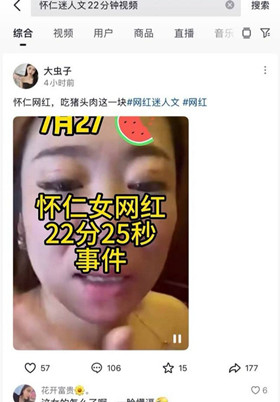 怀仁迷人文22分钟视频
综合 视频 用户 商品 直播 音乐
大虫子
4小时前
怀仁网红，吃猪头肉这一块#网红迷人文 #网红
7月27
怀仁女网红
22分25秒
事件
57 106 15 177
花开富贵 6